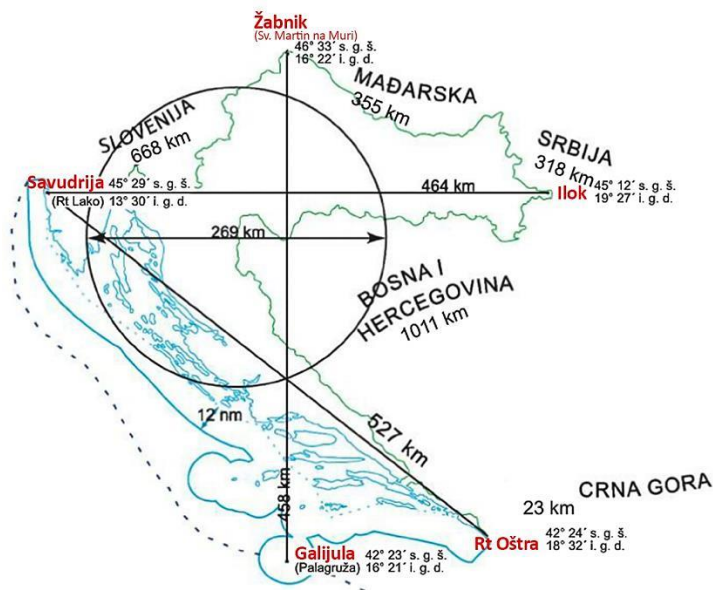 Žabnik
(Sv. Martin na Muri)
46° 33´ s. g. š.
16° 22´ i. g. d.
MAĐARSKA
355 km
SLOVENIJA
668 km
SRBIJA
318 km
Savudrija 45° 29´ s. g. š.
(Rt Lako) 13° 30´ i. g. d.
464 km
Ilok 45° 12´ s. g. š.
19° 27´ i. g. d.
269 km
BOSNA I
HERCEGOVINA
1011 km
12 nm
527 km
458 km
CRNA GORA
23 km
Rt Oštra 42° 24´ s. g. š.
18° 32´ i. g. d.
Galijula 42° 23´ s. g. š.
(Palagruža) 16° 21´ i. g. d.